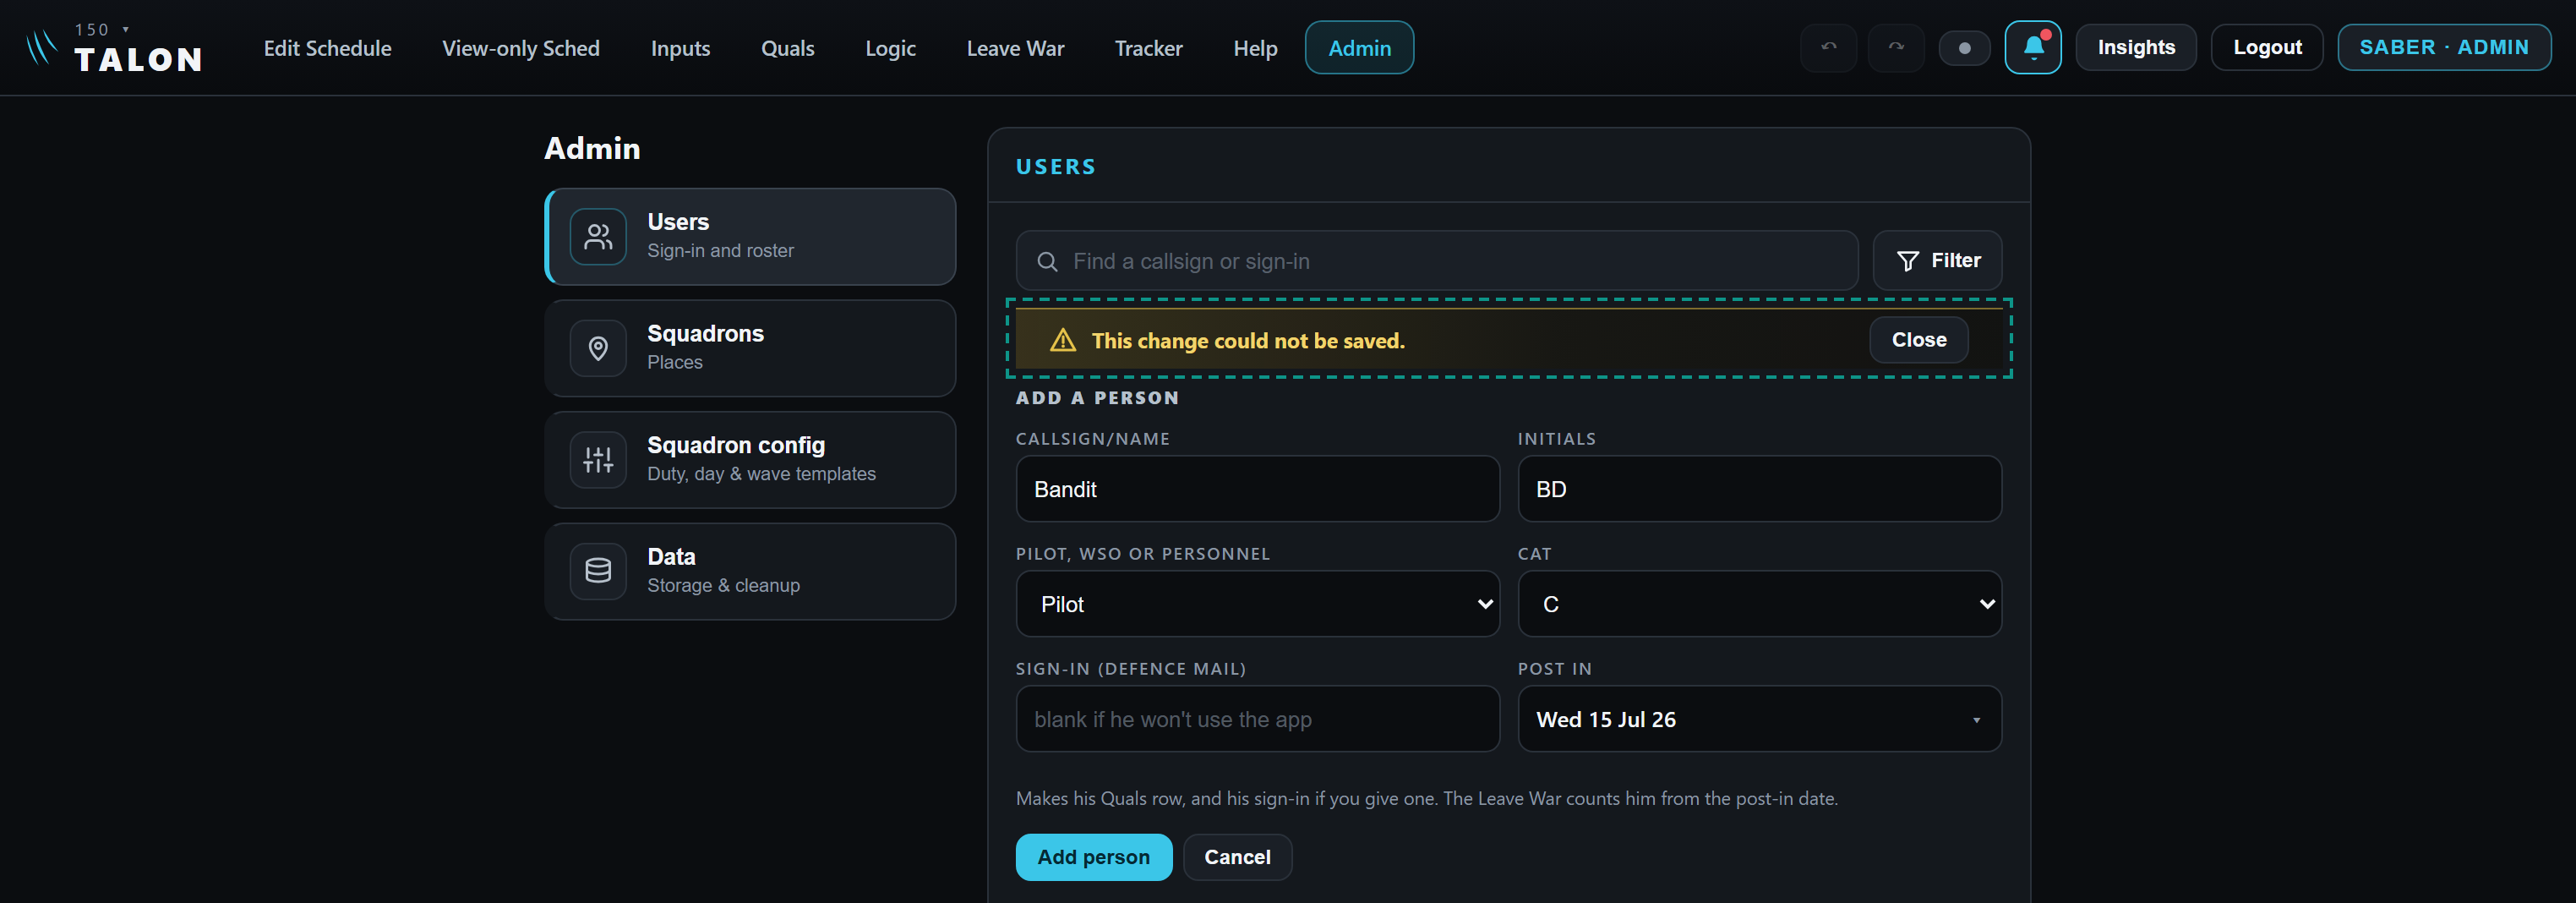 150 ▾
TALON
Edit Schedule
View-only Sched
Inputs
Quals
Logic
Leave War
Tracker
Help
Admin
Insights
Logout
SABER · ADMIN
Admin
Users
Sign-in and roster
Squadrons
Places
Squadron config
Duty, day & wave templates
Data
Storage & cleanup
USERS
Find a callsign or sign-in
Filter
This change could not be saved.
Close
ADD A PERSON
CALLSIGN/NAME
INITIALS
Bandit
BD
PILOT, WSO OR PERSONNEL
CAT
Pilot
C
SIGN-IN (DEFENCE MAIL)
POST IN
blank if he won't use the app
Wed 15 Jul 26
Makes his Quals row, and his sign-in if you give one. The Leave War counts him from the post-in date.
Add person
Cancel